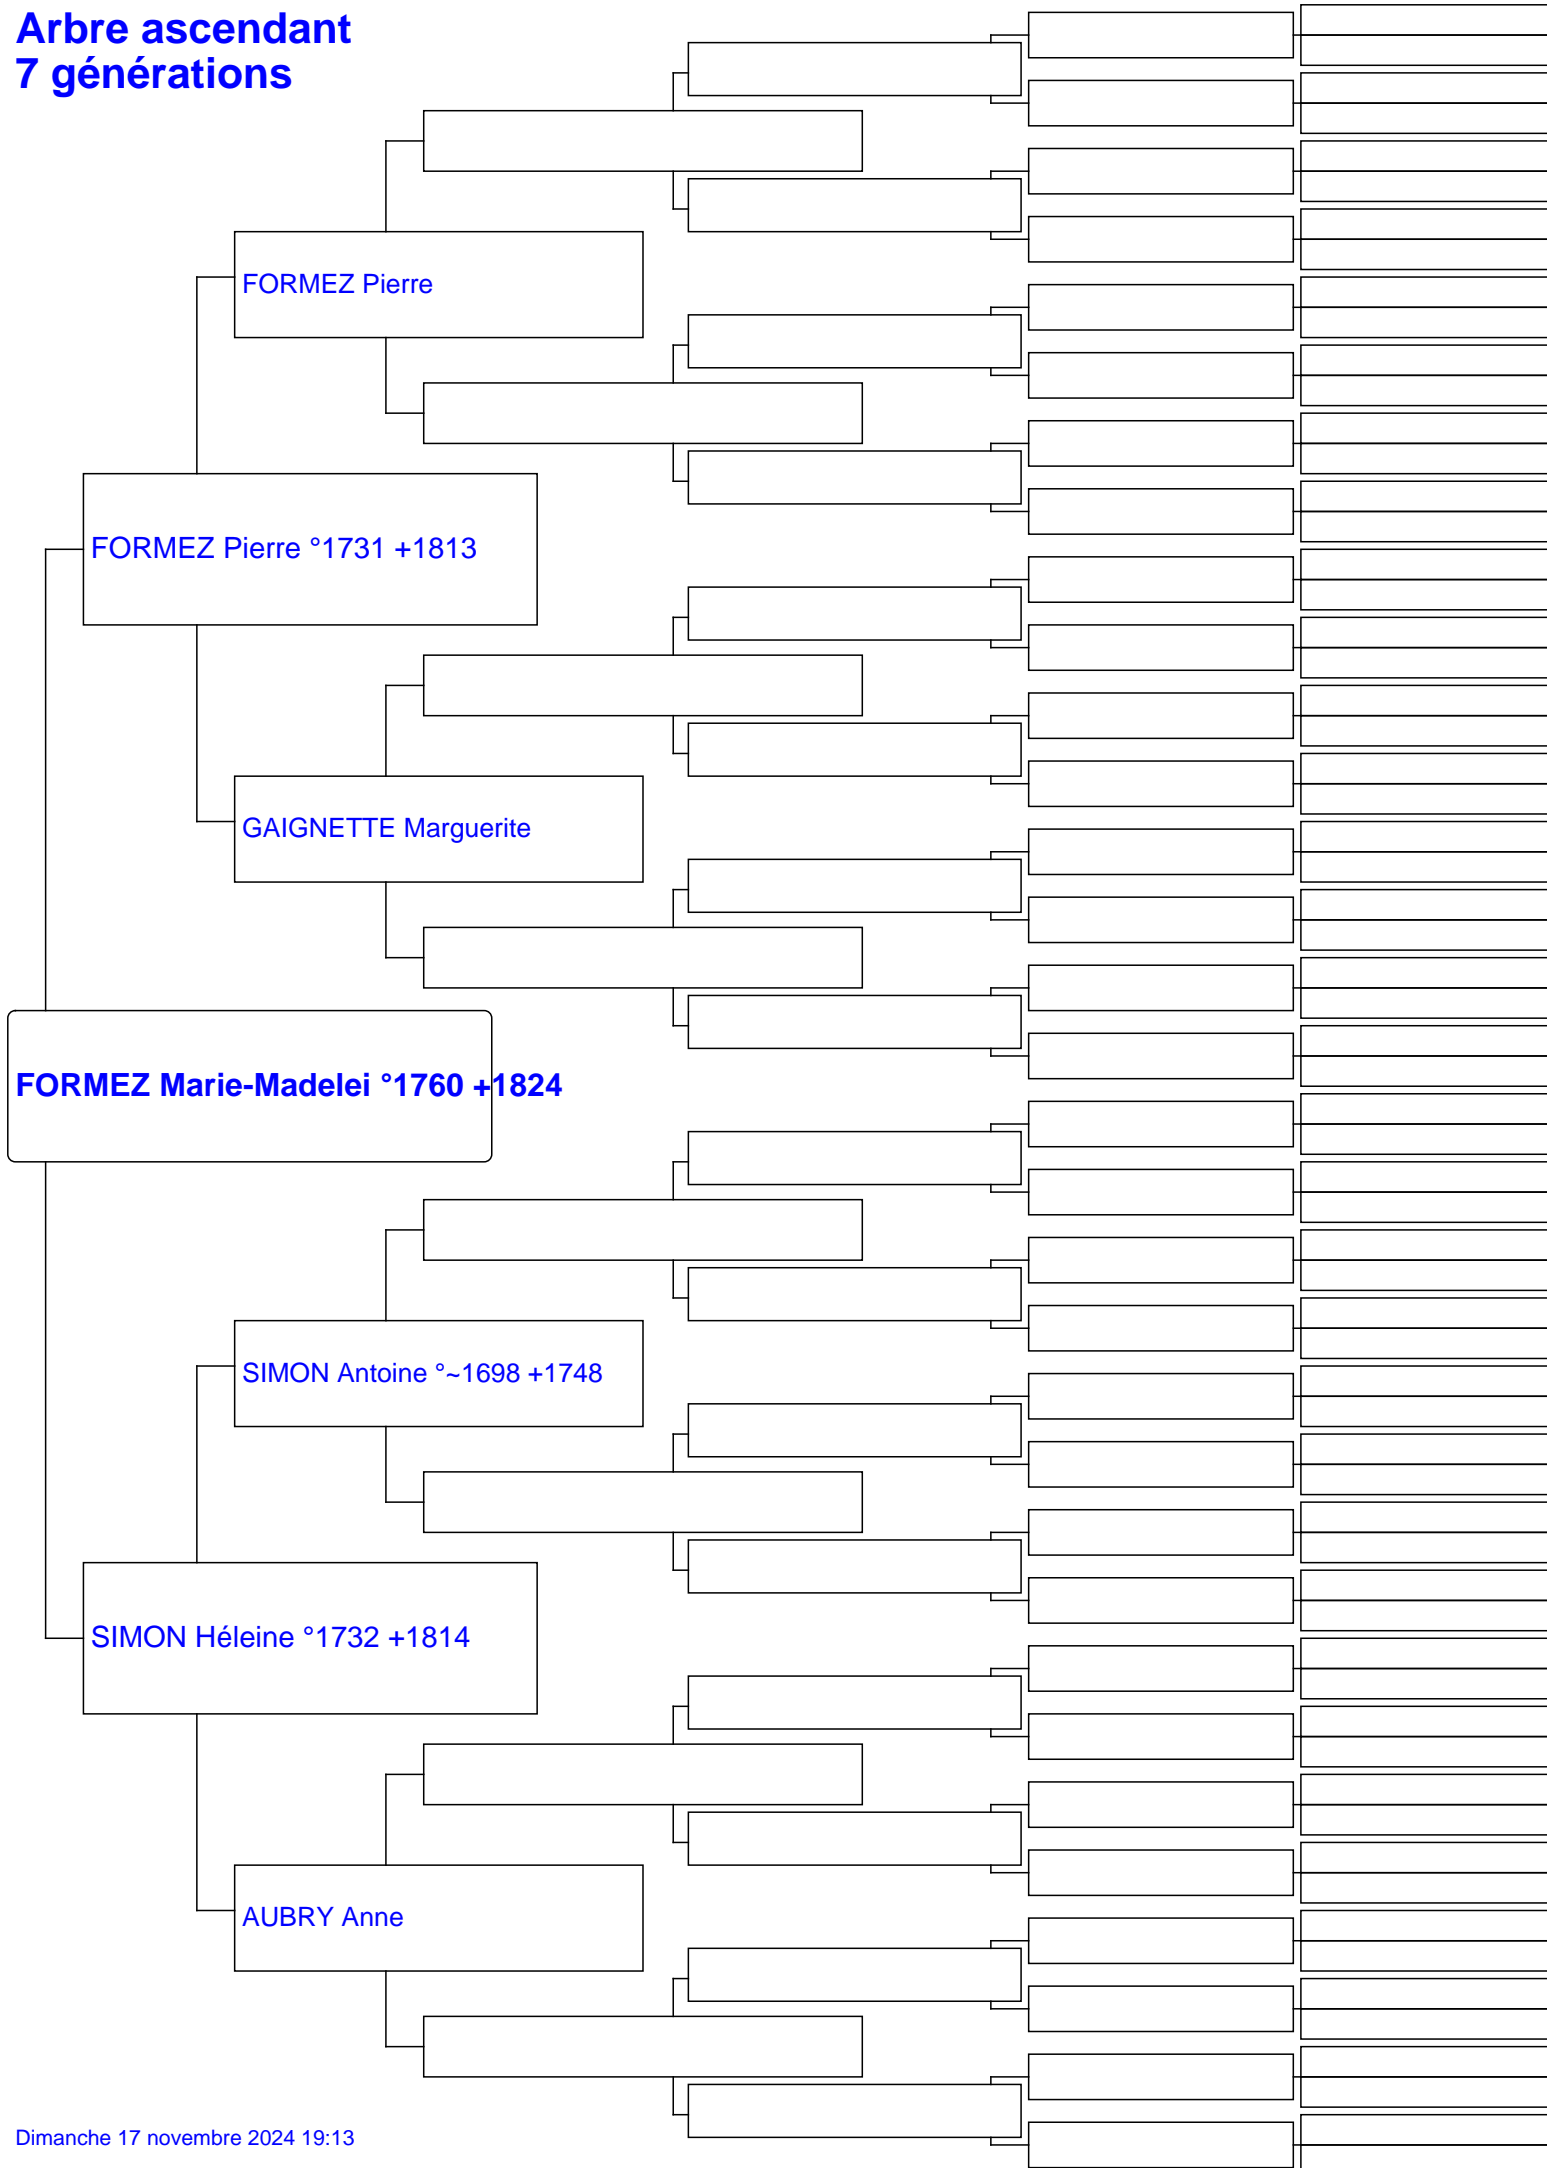 Arbre ascendant
7 générations
FORMEZ Pierre
FORMEZ Pierre °1731 +1813
GAIGNETTE Marguerite
FORMEZ Marie-Madelei °1760 +1824
SIMON Antoine °~1698 +1748
SIMON Héleine °1732 +1814
AUBRY Anne
Dimanche 17 novembre 2024 19:13